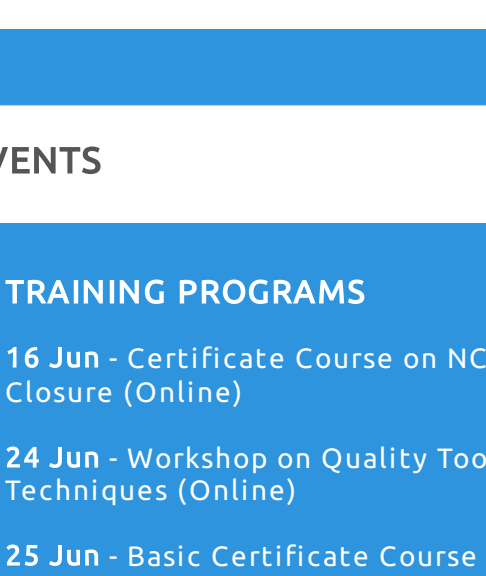 VENTS
TRAINING PROGRAMS
16 Jun - Certificate Course on NC
Closure (Online)
24 Jun - Workshop on Quality Too
Techniques (Online)
25 Jun - Basic Certificate Course